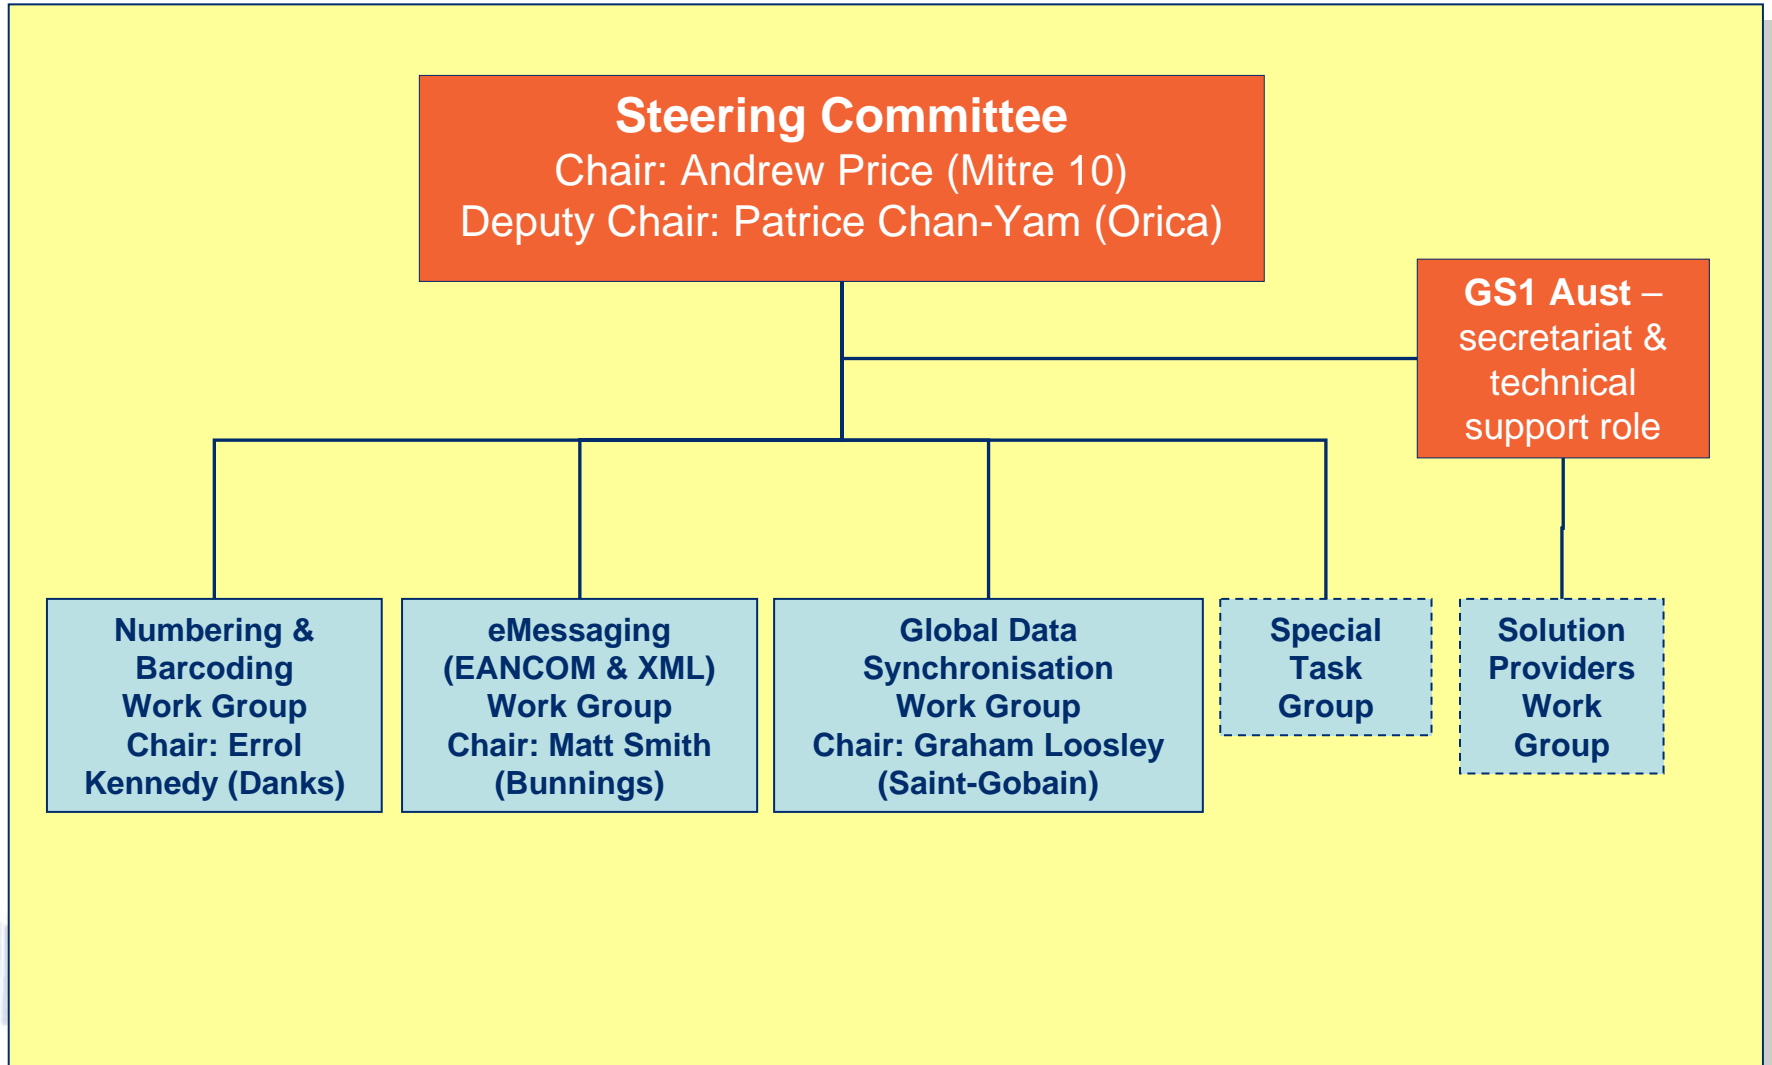 Steering Committee
Chair: Andrew Price (Mitre 10)
Deputy Chair: Patrice Chan-Yam (Orica)
GS1 Aust –
secretariat &
technical
support role
Numbering &
Barcoding
Work Group
Chair: Errol
Kennedy (Danks)
eMessaging
(EANCOM & XML)
Work Group
Chair: Matt Smith
(Bunnings)
Global Data
Synchronisation
Work Group
Chair: Graham Loosley
(Saint-Gobain)
Special
Task
Group
Solution
Providers
Work
Group